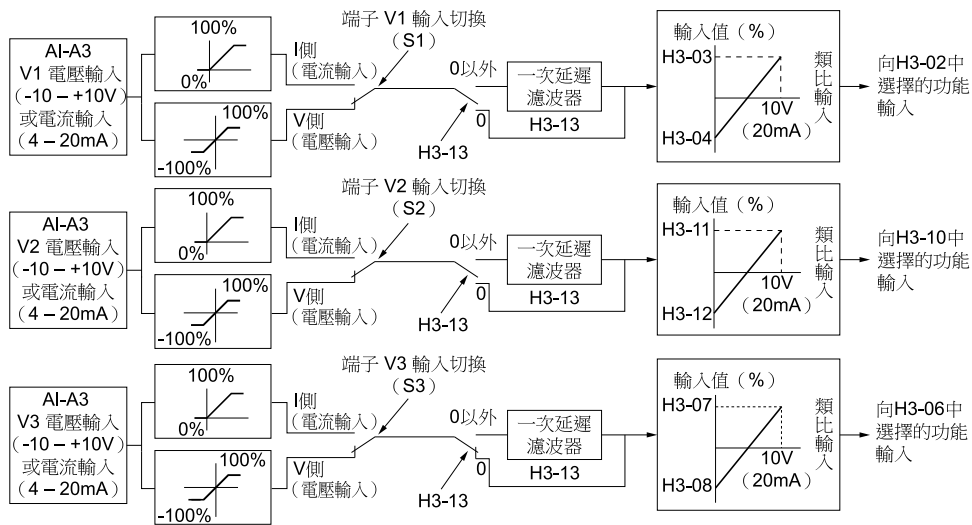 AI-A3
V1 電壓輸入
(-10 – +10V)
或電流輸入
(4 – 20mA)
100%
0%
100%
-100%
I側
(電流輸入)
V側
(電壓輸入)
端子 V1 輸入切換
(S1)
0以外
0
H3-13
一次延遲
濾波器
H3-13
輸入值(%)
H3-03
H3-04
10V
(20mA)
類比輸入
向H3-02中
選擇的功能
輸入
AI-A3
V2 電壓輸入
(-10 – +10V)
或電流輸入
(4 – 20mA)
100%
0%
100%
-100%
I側
(電流輸入)
V側
(電壓輸入)
端子 V2 輸入切換
(S2)
0以外
0
H3-13
一次延遲
濾波器
H3-13
輸入值(%)
H3-11
H3-12
10V
(20mA)
類比輸入
向H3-10中
選擇的功能
輸入
AI-A3
V3 電壓輸入
(-10 – +10V)
或電流輸入
(4 – 20mA)
100%
0%
100%
-100%
I側
(電流輸入)
V側
(電壓輸入)
端子 V3 輸入切換
(S3)
0以外
0
H3-13
一次延遲
濾波器
H3-13
輸入值(%)
H3-07
H3-08
10V
(20mA)
類比輸入
向H3-06中
選擇的功能
輸入